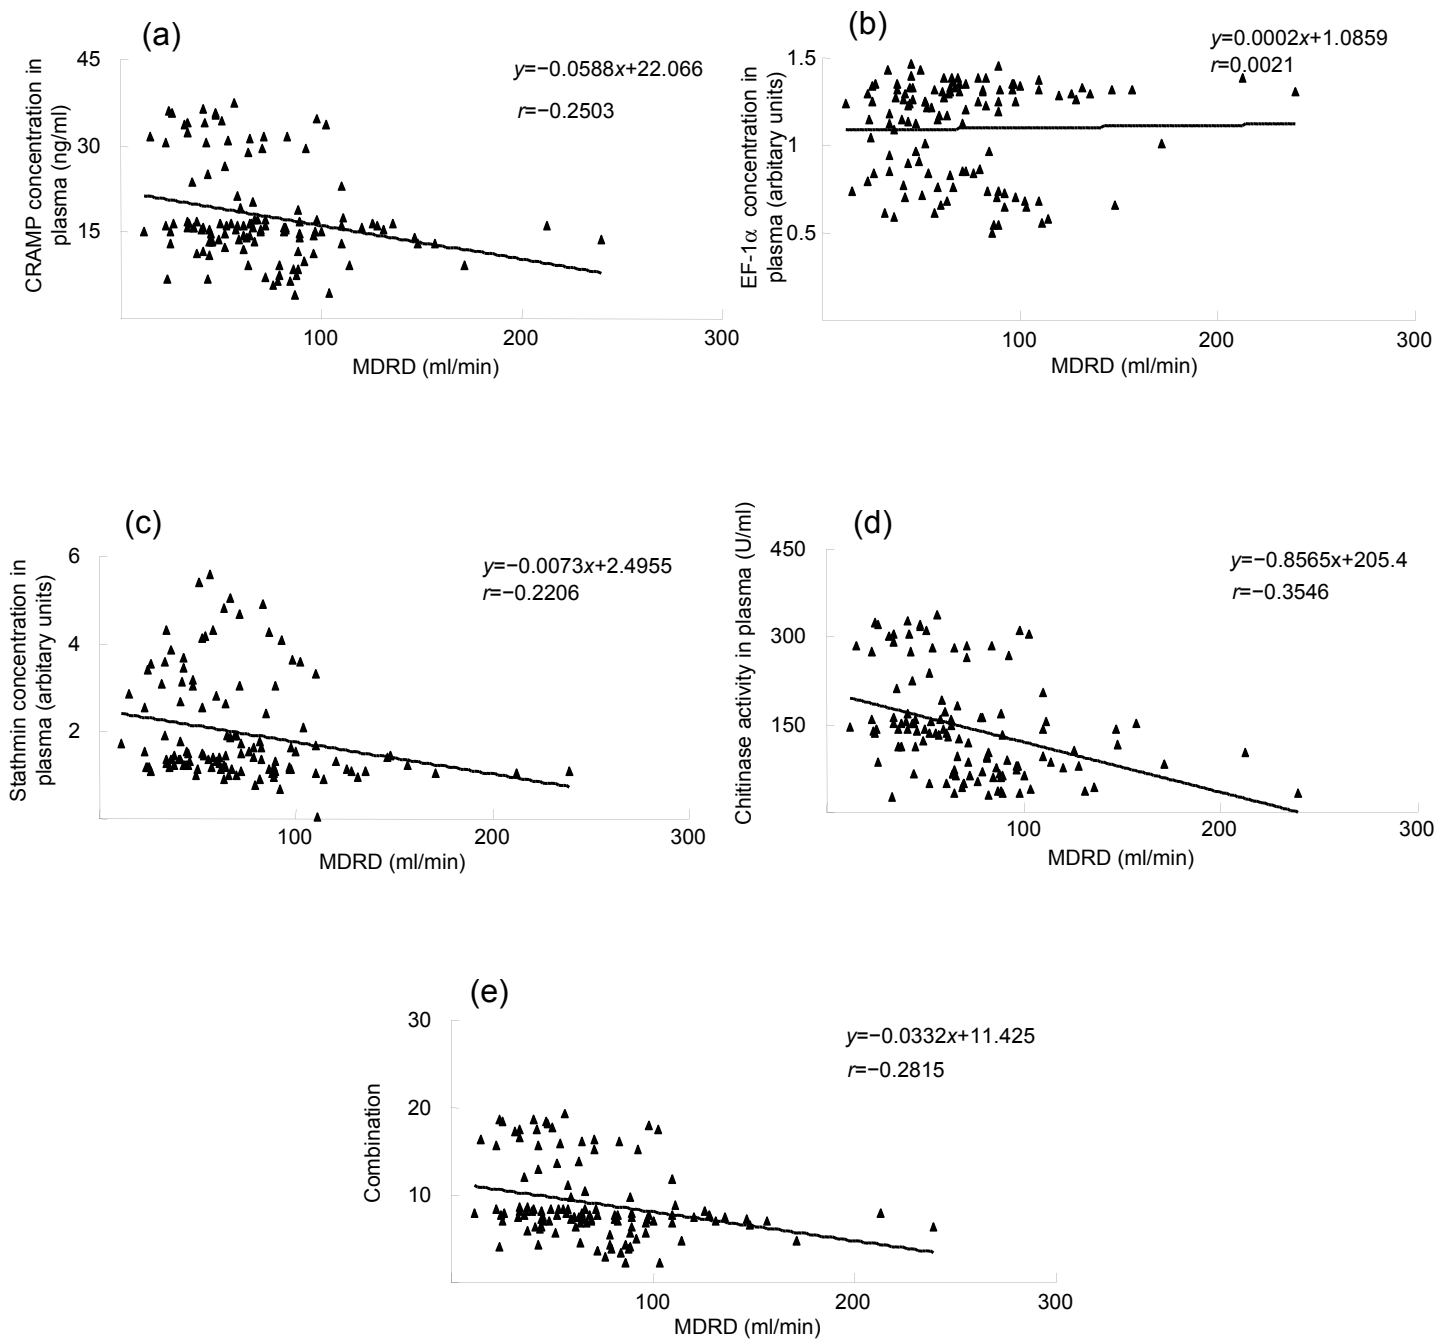 (a)
CRAMP concentration in
plasma (ng/ml)
45
30
15
y=−0.0588x+22.066
r=−0.2503
100
200
300
MDRD (ml/min)
(b)
EF-1α concentration in
plasma (arbitary units)
1.5
1
0.5
y=0.0002x+1.0859
r=0.0021
100
200
300
MDRD (ml/min)
(c)
Stathmin concentration in
plasma (arbitary units)
6
4
2
y=−0.0073x+2.4955
r=−0.2206
100
200
300
MDRD (ml/min)
(d)
Chitinase activity in plasma (U/ml)
450
300
150
y=−0.8565x+205.4
r=−0.3546
100
200
300
MDRD (ml/min)
(e)
Combination
30
20
10
y=−0.0332x+11.425
r=−0.2815
100
200
300
MDRD (ml/min)